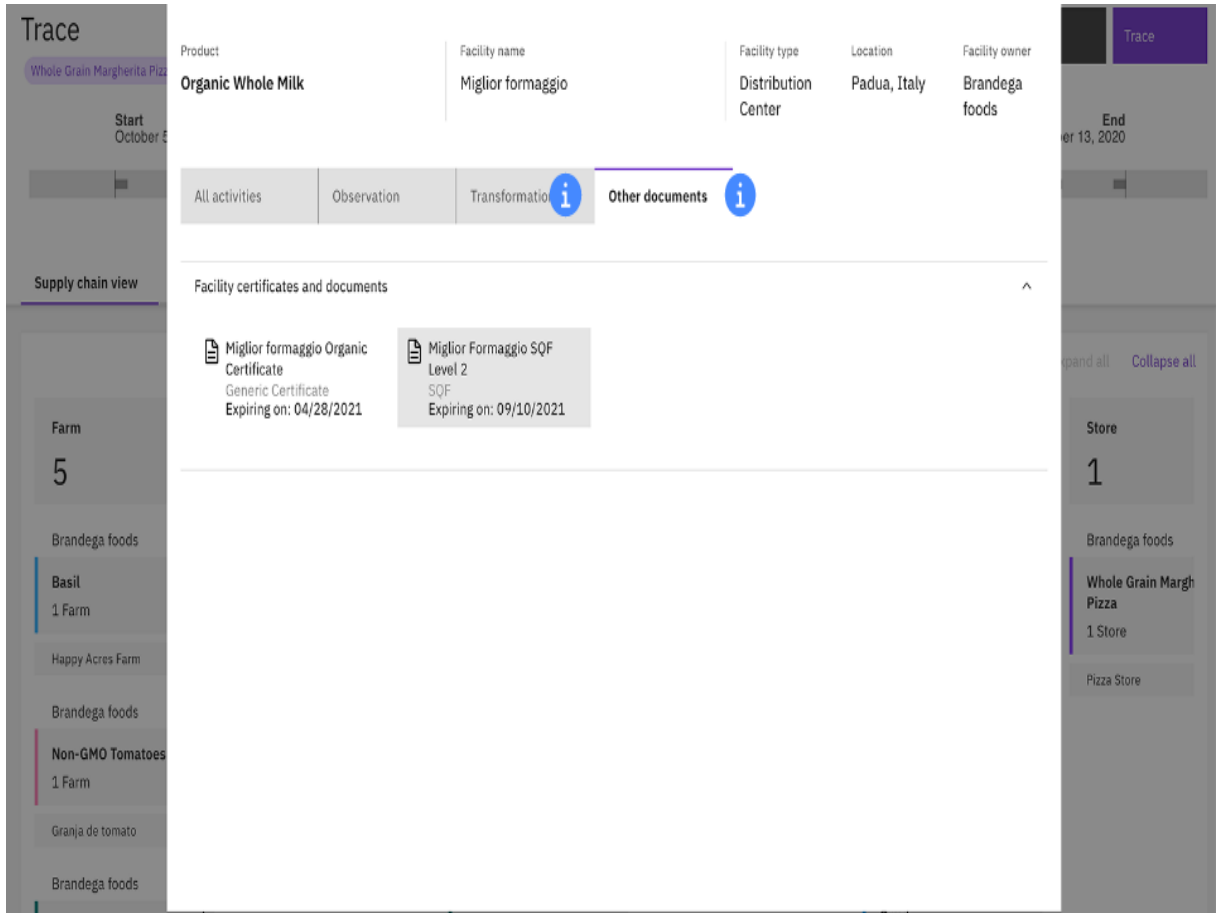 Trace
Whole Grain Margherita
Start
October
Supply chain view
Farm
5
Brandega foods
Basil
1 Farm
Happy Acres Farm
Brandega foods
Non-GMO Tomatoes
1 Farm
Granja de tomato
Brandega foods
Product
Organic Whole Milk
Facility name
Miglior formaggio
Facility type
Distribution
Center
Location
Padua, Italy
Facility owner
Brandega
foods
All activities
Observation
Transformation
i
Other documents
i
Facility certificates and documents
Miglior formaggio Organic
Certificate
Generic Certificate
Expiring on: 04/28/2021
Miglior Formaggio SQF
Level 2
SQF
Expiring on: 09/10/2021
Trace
End
13, 2020
all
Collapse all
Store
1
Brandega foods
Whole Grain
Pizza
1 Store
Pizza Store